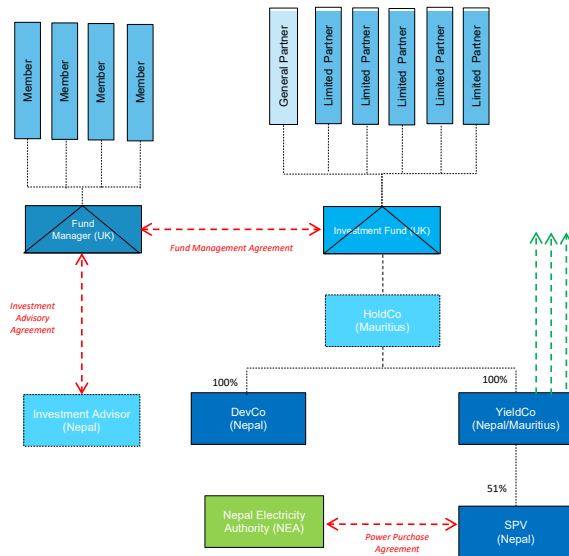 Member
Member
Member
Member
General Partner
Limited Partner
Limited Partner
Limited Partner
Limited Partner
Limited Partner
Fund
Manager (UK)
Fund Management Agreement
Investment Fund (UK)
Investment
Advisory
Agreement
HoldCo
(Mauritius)
100%
100%
Investment Advisor
(Nepal)
DevCo
(Nepal)
YieldCo
(Nepal/Mauritius)
51%
Nepal Electricity
Authority (NEA)
Power Purchase
Agreement
SPV
(Nepal)